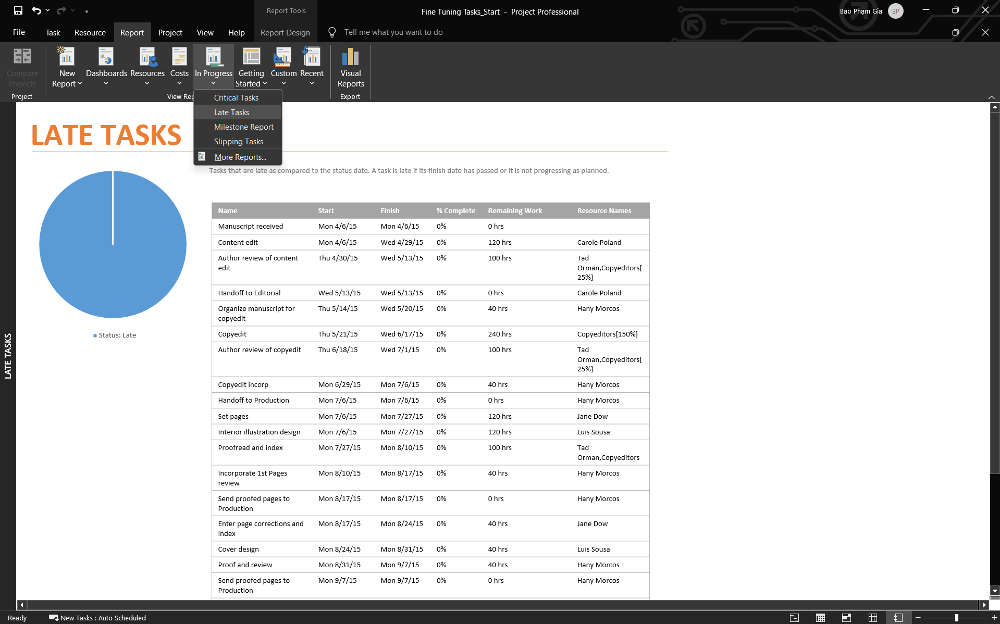 Report Tools
Fine Tuning Tasks_Start - Project Professional
Bảo Phạm Gia
BP
File
Task
Resource
Report
Project
View
Help
Report Design
Tell me what you want to do
Compare Projects
New Report
Dashboards
Resources
Costs
In Progress
Getting Started
Custom
Recent
Visual Reports
Project
View Rep
Export
Critical Tasks
Late Tasks
Milestone Report
Slipping Tasks
More Reports...
LATE TASKS
LATE TASKS
Tasks that are late as compared to the status date. A task is late if its finish date has passed or it is not progressing as planned.
Status: Late
Name Start Finish % Complete Remaining Work Resource Names
Manuscript received Mon 4/6/15 Mon 4/6/15 0% 0 hrs
Content edit Mon 4/6/15 Wed 4/29/15 0% 120 hrs Carole Poland
Author review of content Thu 4/30/15 Wed 5/13/15 0% 100 hrs Tad
edit Orman,Copyeditors[
25%]
Handoff to Editorial Wed 5/13/15 Wed 5/13/15 0% 0 hrs Carole Poland
Organize manuscript for Thu 5/14/15 Wed 5/20/15 0% 40 hrs Hany Morcos
copyedit
Copyedit Thu 5/21/15 Wed 6/17/15 0% 240 hrs Copyeditors[150%]
Author review of copyedit Thu 6/18/15 Wed 7/1/15 0% 100 hrs Tad
Orman,Copyeditors[
25%]
Copyedit incorp Mon 6/29/15 Mon 7/6/15 0% 40 hrs Hany Morcos
Handoff to Production Mon 7/6/15 Mon 7/6/15 0% 0 hrs Hany Morcos
Set pages Mon 7/6/15 Mon 7/27/15 0% 120 hrs Jane Dow
Interior illustration design Mon 7/6/15 Mon 7/27/15 0% 120 hrs Luis Sousa
Proofread and index Mon 7/27/15 Mon 8/10/15 0% 100 hrs Tad
Orman,Copyeditors
Incorporate 1st Pages Mon 8/10/15 Mon 8/17/15 0% 40 hrs Hany Morcos
review
Send proofed pages to Mon 8/17/15 Mon 8/17/15 0% 0 hrs Hany Morcos
Production
Enter page corrections and Mon 8/17/15 Mon 8/24/15 0% 40 hrs Jane Dow
index
Cover design Mon 8/24/15 Mon 8/31/15 0% 40 hrs Luis Sousa
Proof and review Mon 8/31/15 Mon 9/7/15 0% 40 hrs Hany Morcos
Send proofed pages to Mon 9/7/15 Mon 9/7/15 0% 0 hrs Hany Morcos
Production
Ready
New Tasks : Auto Scheduled